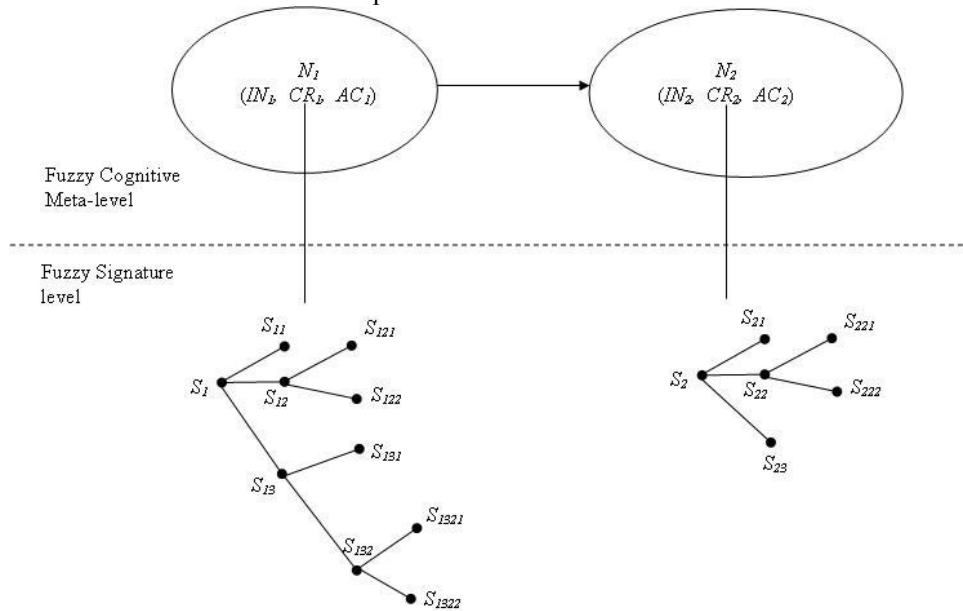 N1 N2
(IN1, CR1, AC1) (IN2, CR2, AC2)
Fuzzy Cognitive
Meta-level
Fuzzy Signature
level
S11
S121
S1
S12
S122
S131
S13
S1321
S132
S1322
S21
S221
S2
S22
S222
S23